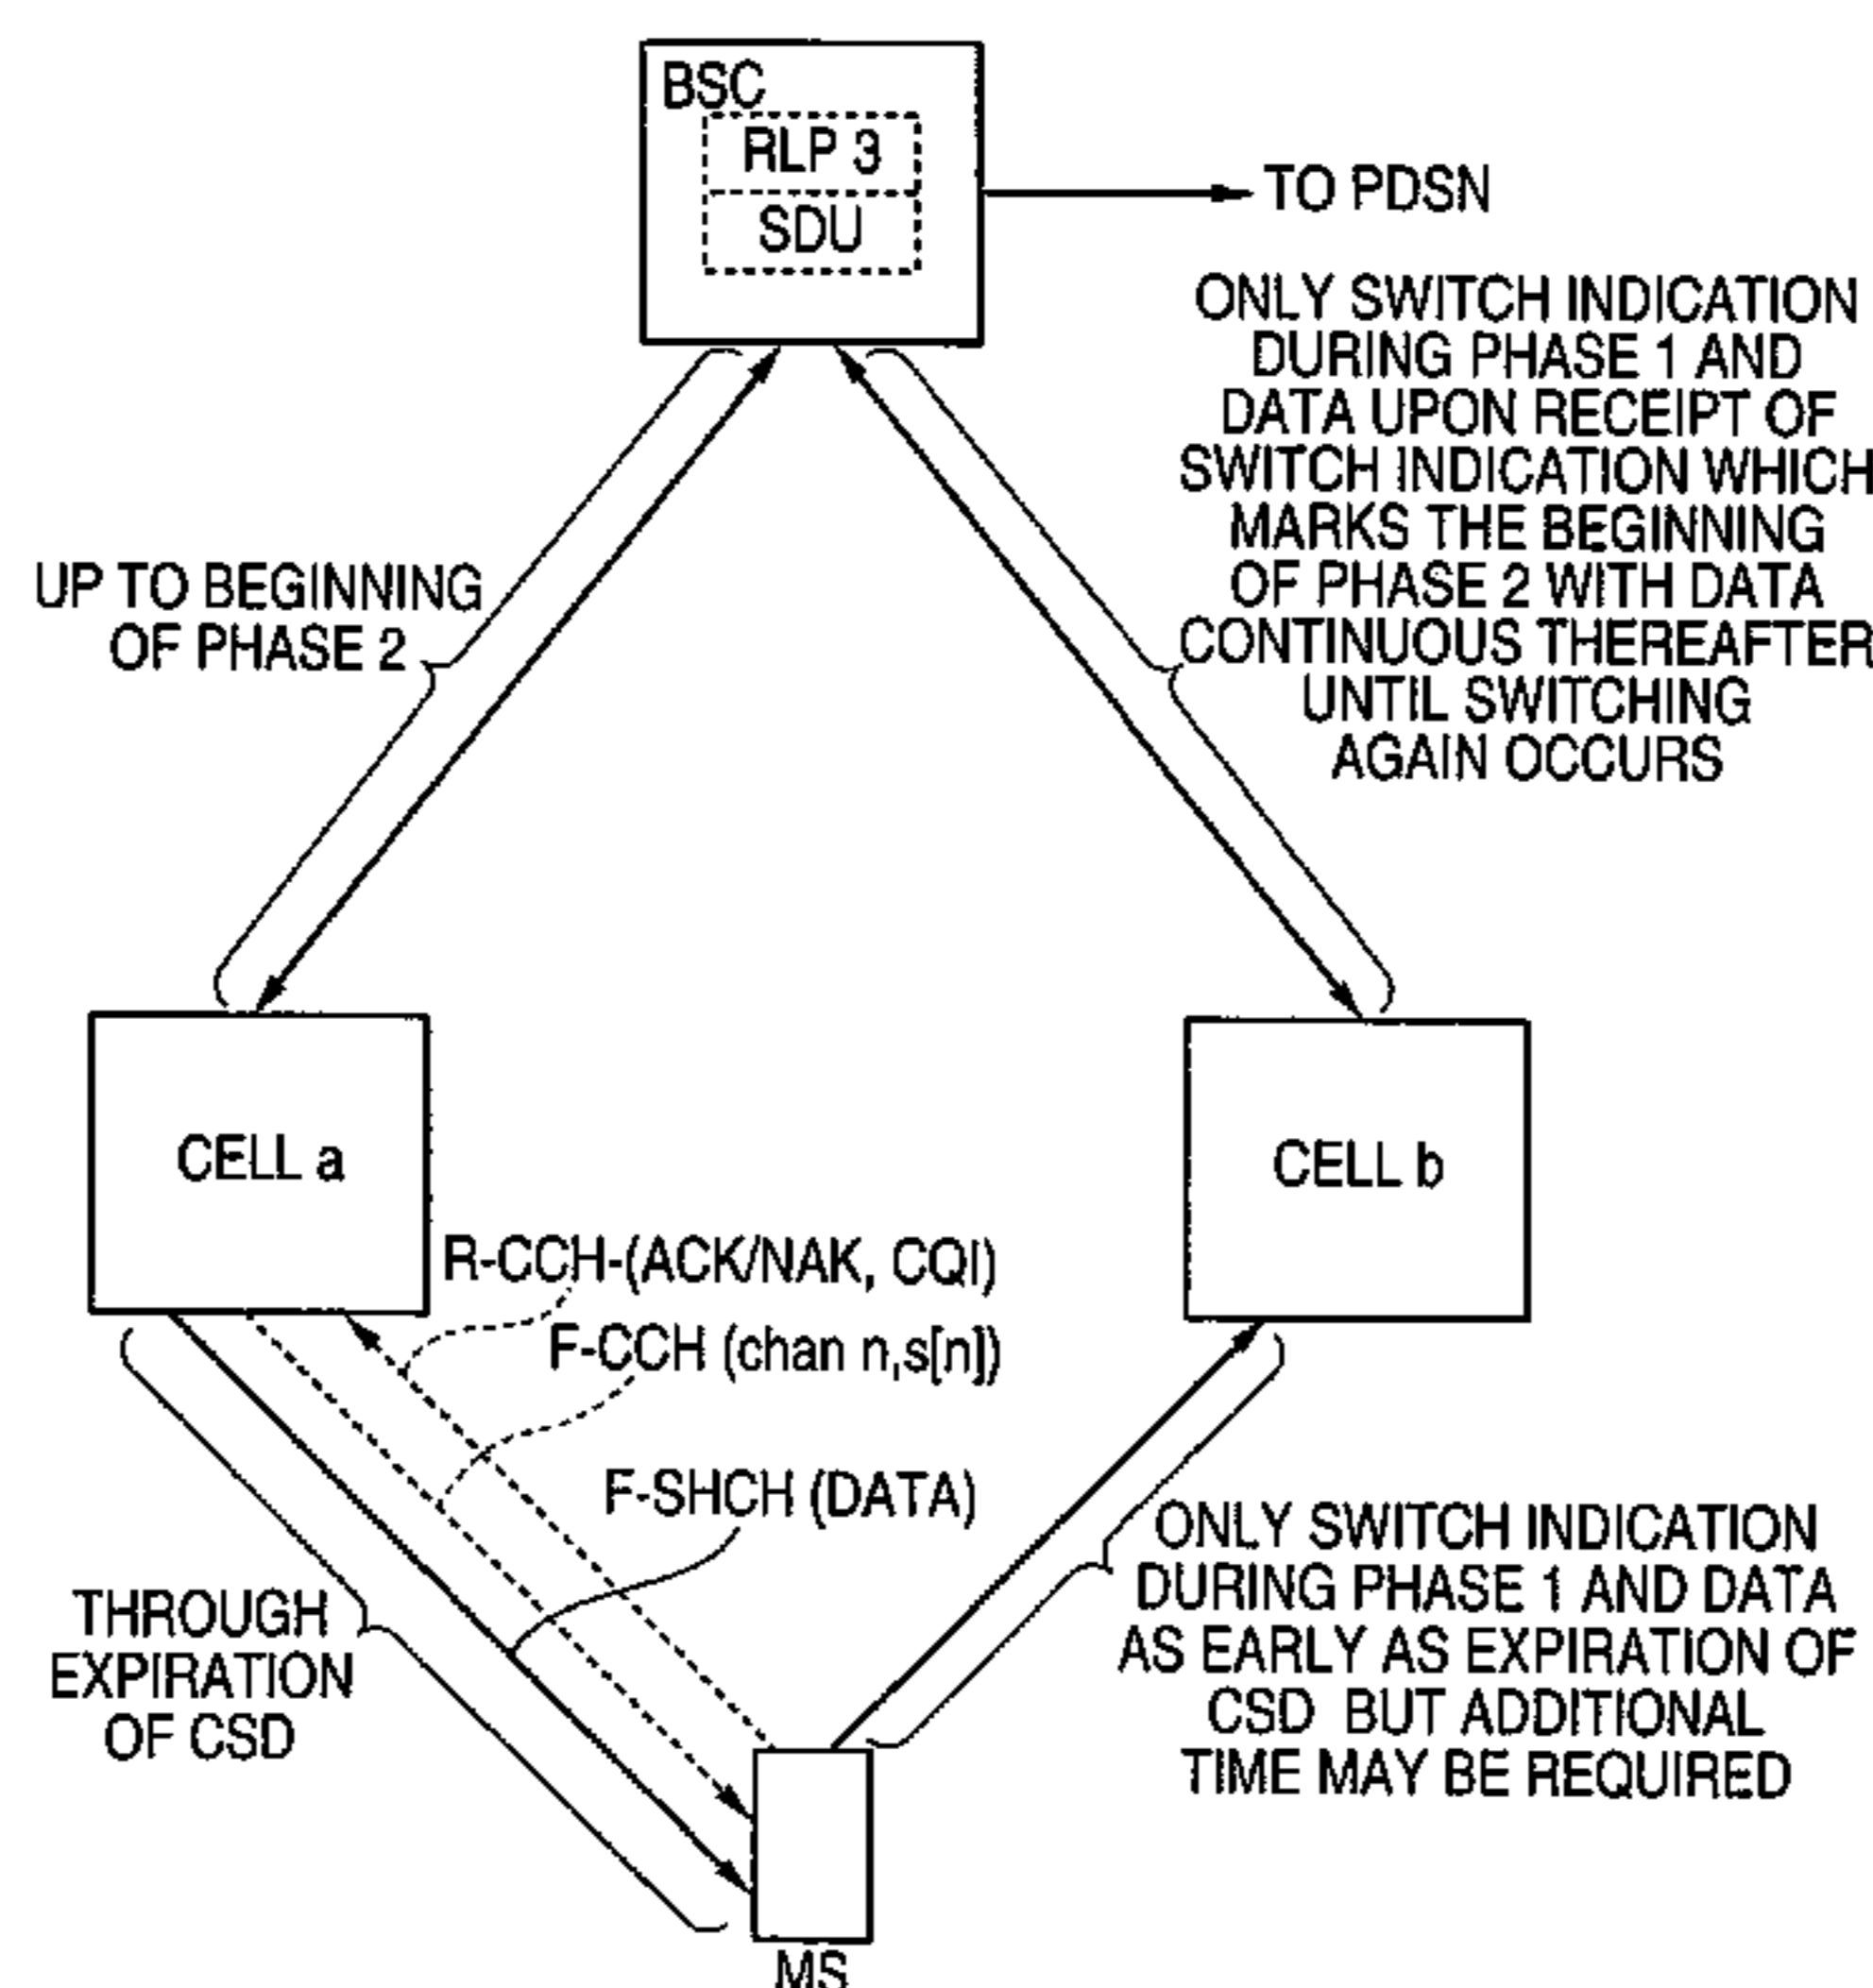 BSC
RLP 3
SDU
TO PDSN
ONLY SWITCH INDICATION
DURING PHASE 1 AND
DATA UPON RECEIPT OF
SWITCH INDICATION WHICH
MARKS THE BEGINNING
OF PHASE 2 WITH DATA
CONTINUOUS THEREAFTER
UNTIL SWITCHING
AGAIN OCCURS
UP TO BEGINNING
OF PHASE 2
CELL a
CELL b
R-CCH-(ACK/NAK, CQI)
F-CCH (chan n,s[n])
F-SHCH (DATA)
THROUGH
EXPIRATION
OF CSD
ONLY SWITCH INDICATION
DURING PHASE 1 AND DATA
AS EARLY AS EXPIRATION OF
CSD BUT ADDITIONAL
TIME MAY BE REQUIRED
MS